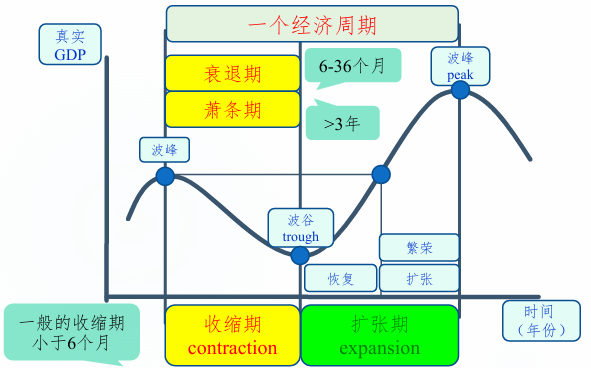 一个经济周期
真实
GDP
衰退期
6-36个月
萧条期
>3年
波峰
peak
波峰
波谷
trough
繁荣
恢复
扩张
一般的收缩期
小于6个月
收缩期
contraction
扩张期
expansion
时间
（年份）